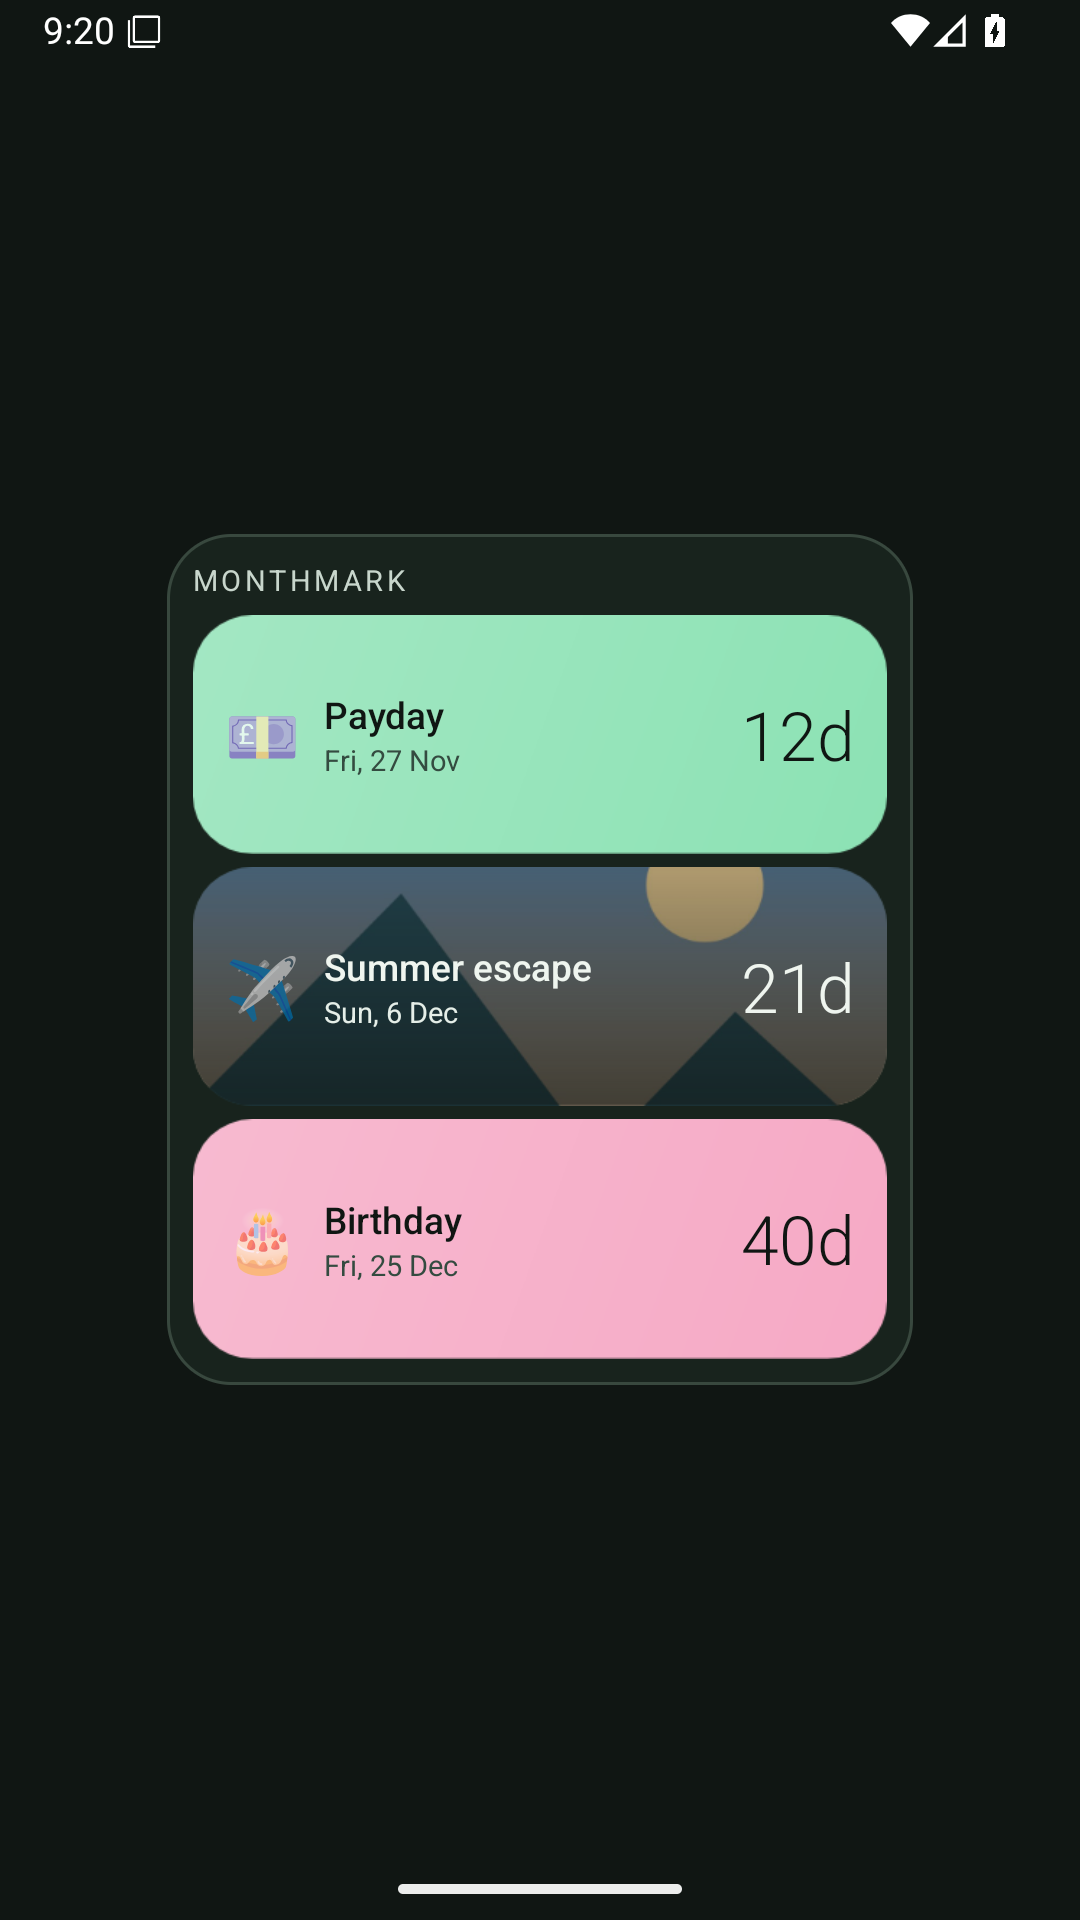 9:20
MONTHMARK
Payday
Fri, 27 Nov
12d
Summer escape
Sun, 6 Dec
21d
Birthday
Fri, 25 Dec
40d